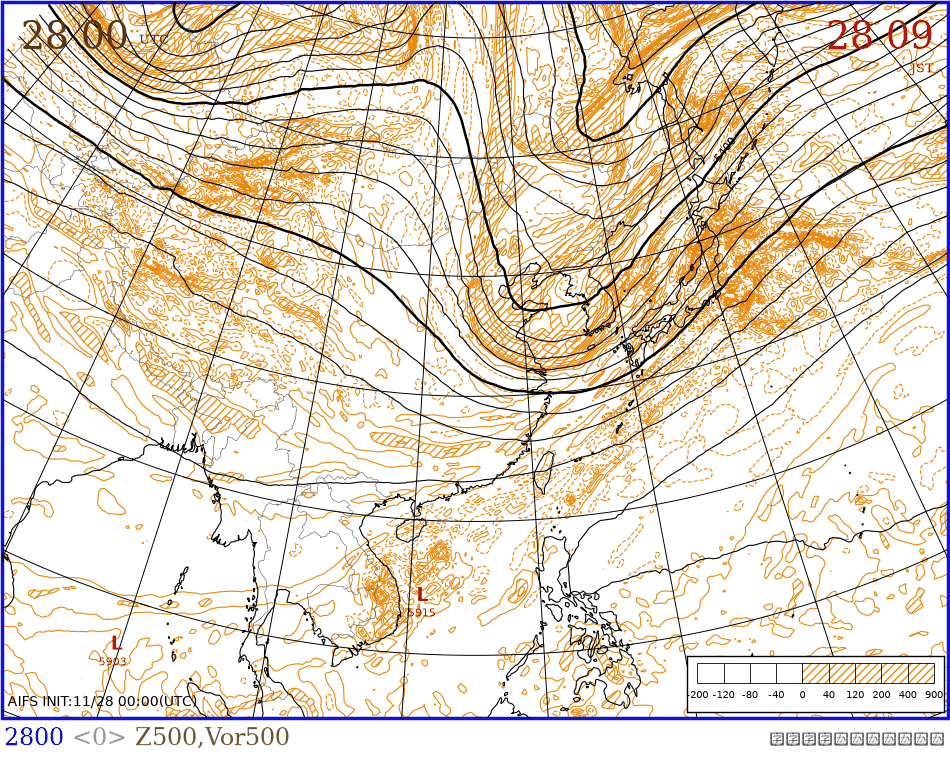 28 00 UTC
28 09 JST
5400
L
5915
L
5903
-200 -120 -80 -40 0 40 120 200 400 900
AIFS INIT:11/28 00:00(UTC)
2800 <0> Z500,Vor500